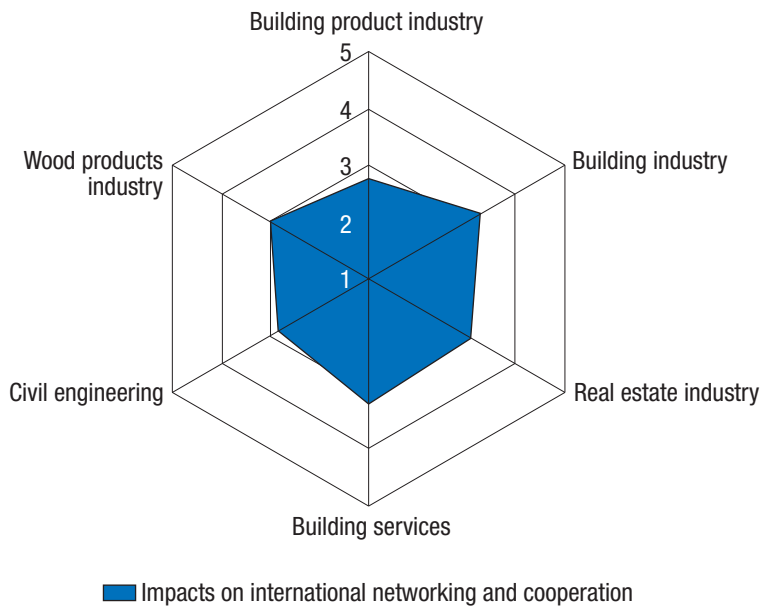 Building product industry
5
4
Wood products
industry
3
Building industry
2
1
Civil engineering
Real estate industry
Building services
Impacts on international networking and cooperation